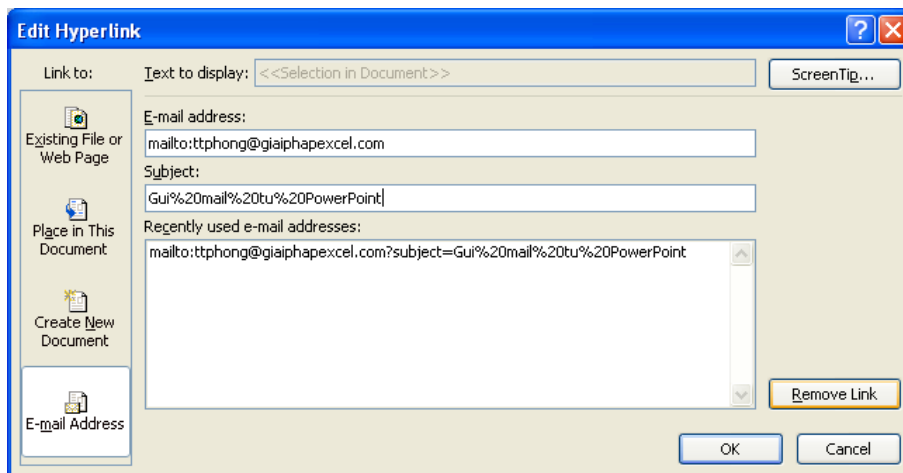 Edit Hyperlink
Link to:
Text to display: <<Selection in Document>>
ScreenTip...
Existing File or
Web Page
Place in This
Document
Create New
Document
E-mail Address
E-mail address:
mailto:ttphong@giaiphapexcel.com
Subject:
Gui%20mail%20tu%20PowerPoint
Recently used e-mail addresses:
mailto:ttphong@giaiphapexcel.com?subject=Gui%20mail%20tu%20PowerPoint
Remove Link
OK
Cancel